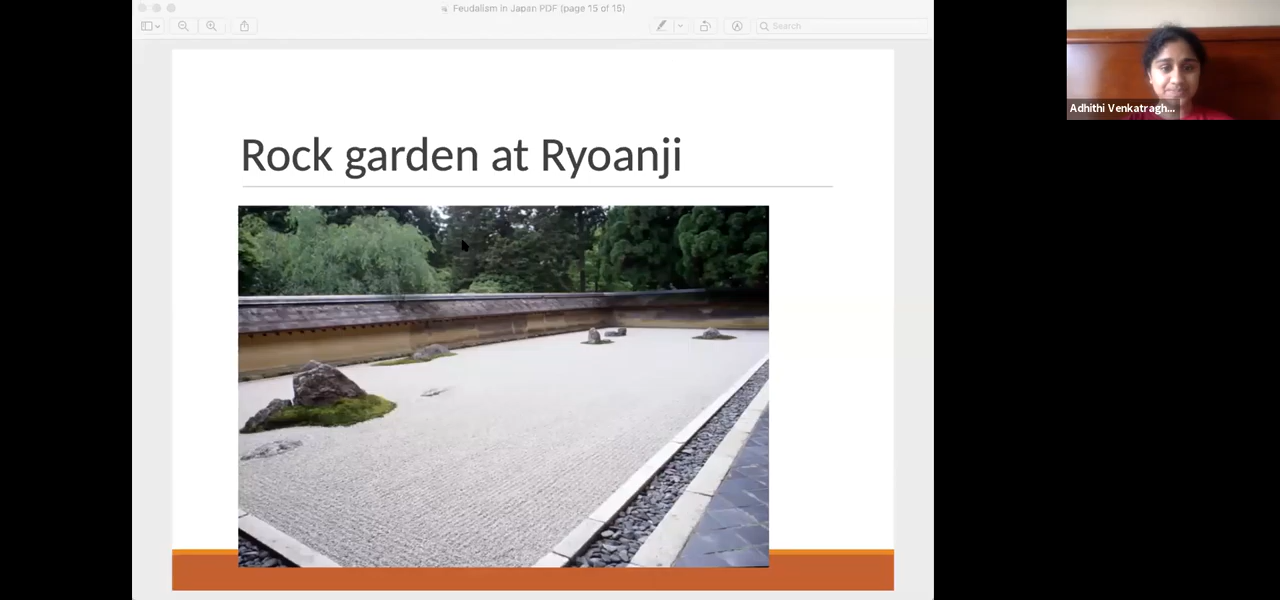 Feudalism in Japan PDF (page 15 of 15)
Search
Rock garden at Ryoanji
Adhithi Venkatragh...